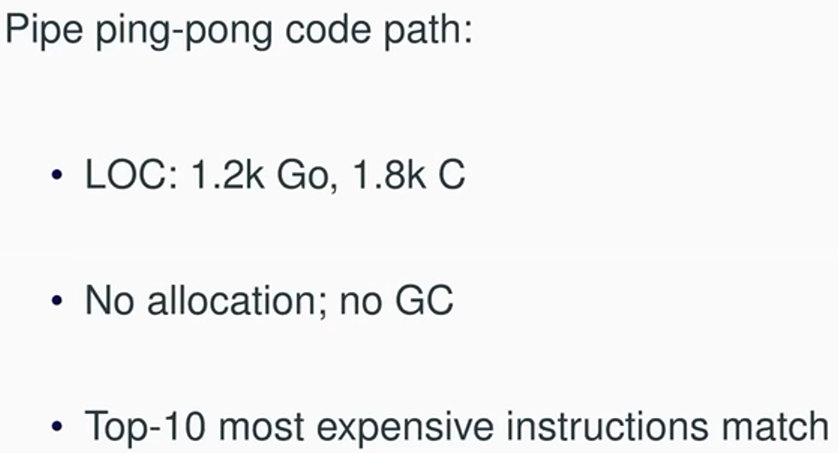 Pipe ping-pong code path:
• LOC: 1.2k Go, 1.8k C
• No allocation; no GC
• Top-10 most expensive instructions match